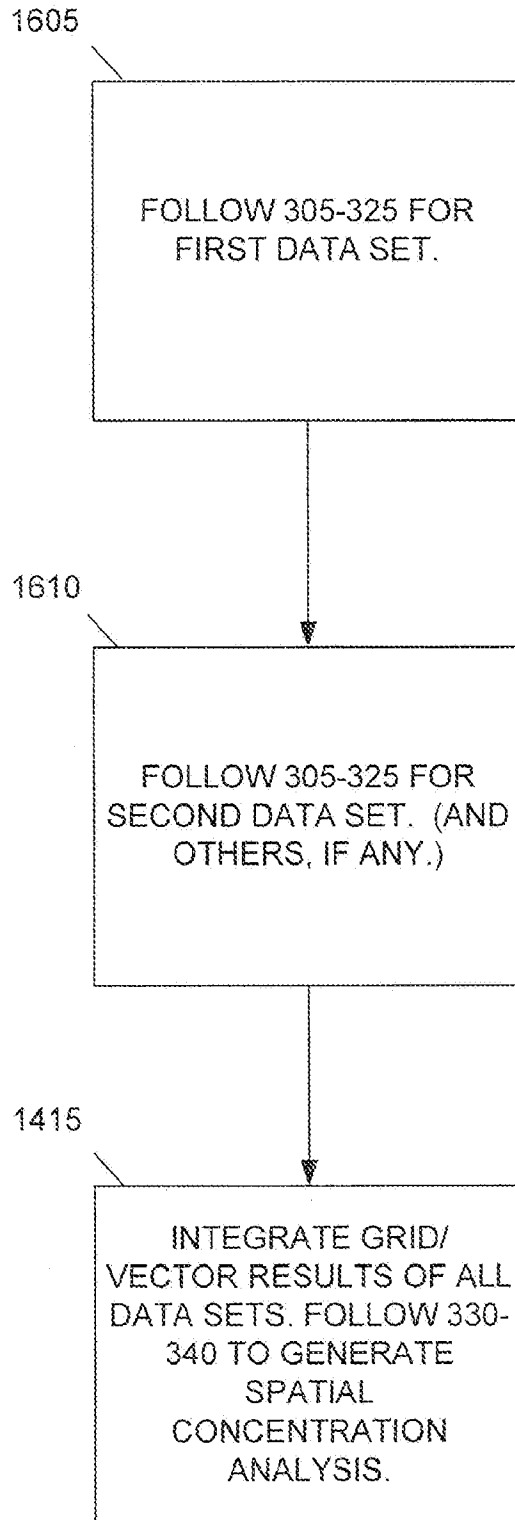 1605
FOLLOW 305-325 FOR
FIRST DATA SET.
1610
FOLLOW 305-325 FOR
SECOND DATA SET. (AND
OTHERS, IF ANY.)
1415
INTEGRATE GRID/
VECTOR RESULTS OF ALL
DATA SETS. FOLLOW 330-
340 TO GENERATE
SPATIAL
CONCENTRATION
ANALYSIS.